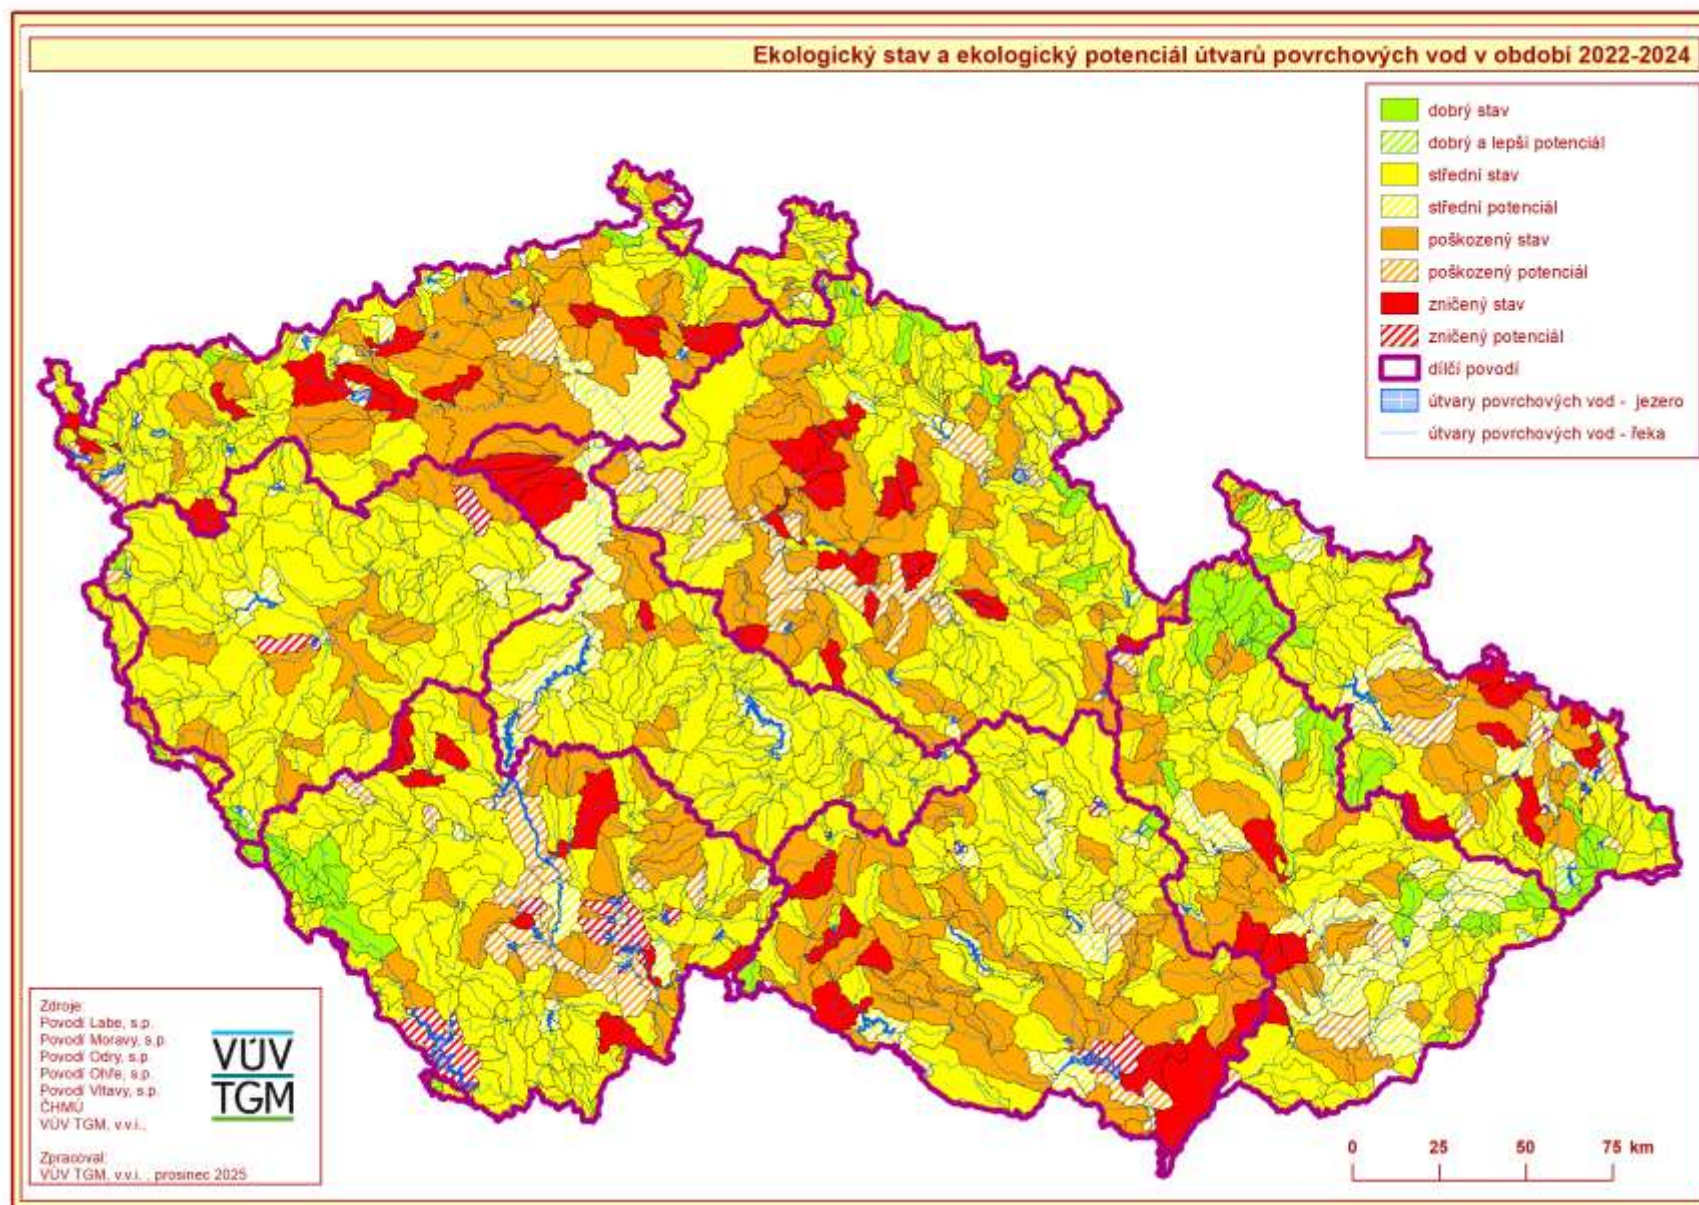 Ekologický stav a ekologický potenciál útvarů povrchových vod v období 2022-2024
dobrý stav
dobrý a lepší potenciál
střední stav
střední potenciál
poškozený stav
poškozený potenciál
zničený stav
zničený potenciál
dílčí povodí
útvary povrchových vod - jezero
útvary povrchových vod - řeka
Zdroje:
Povodí Labe, s.p.
Povodí Moravy, s.p.
Povodí Odry, s.p.
Povodí Ohře, s.p.
Povodí Vltavy, s.p.
ČHMÚ
VÚV TGM, v.v.i.,
Zpracoval:
VÚV TGM, v.v.i. , prosinec 2025
VÚV
TGM
0 25 50 75 km